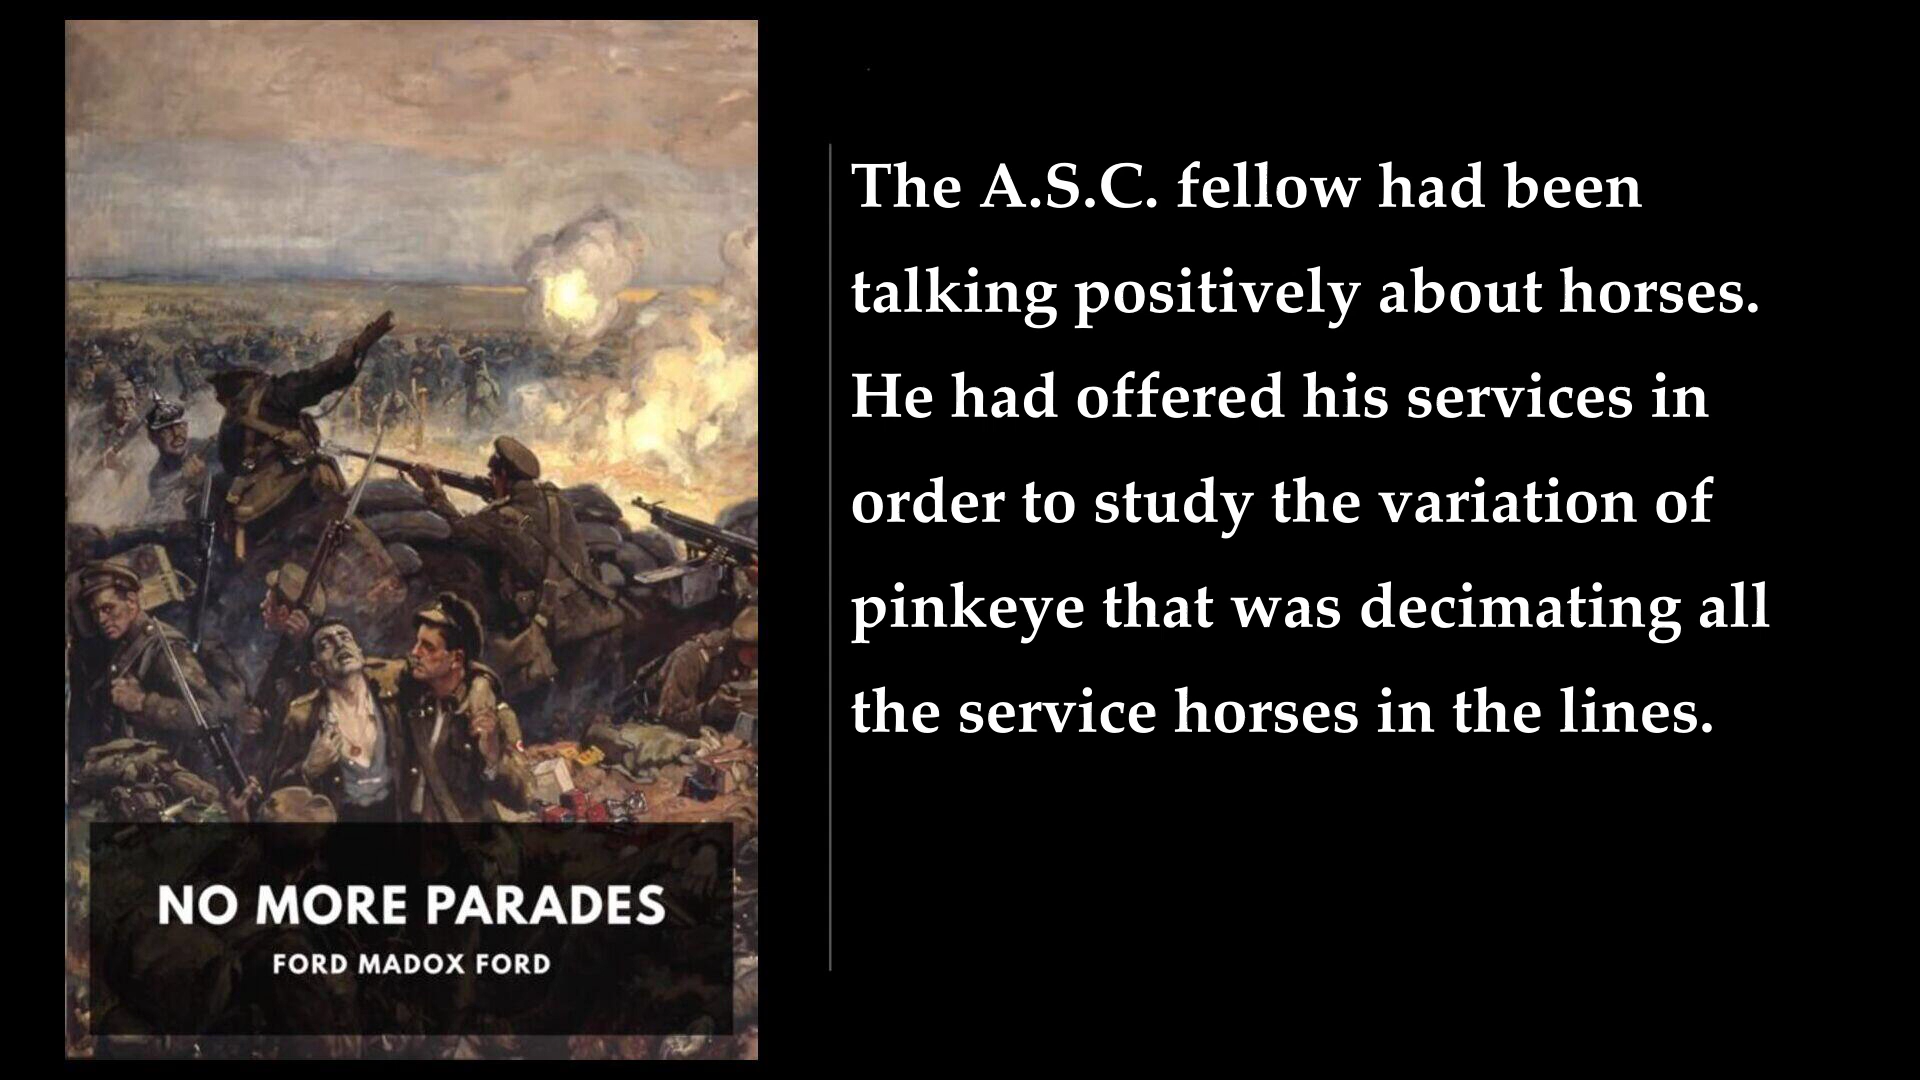 The A.S.C. fellow had been
talking positively about horses.
He had offered his services in
order to study the variation of
pinkeye that was decimating all
the service horses in the lines.
NO MORE PARADES
FORD MADOX FORD